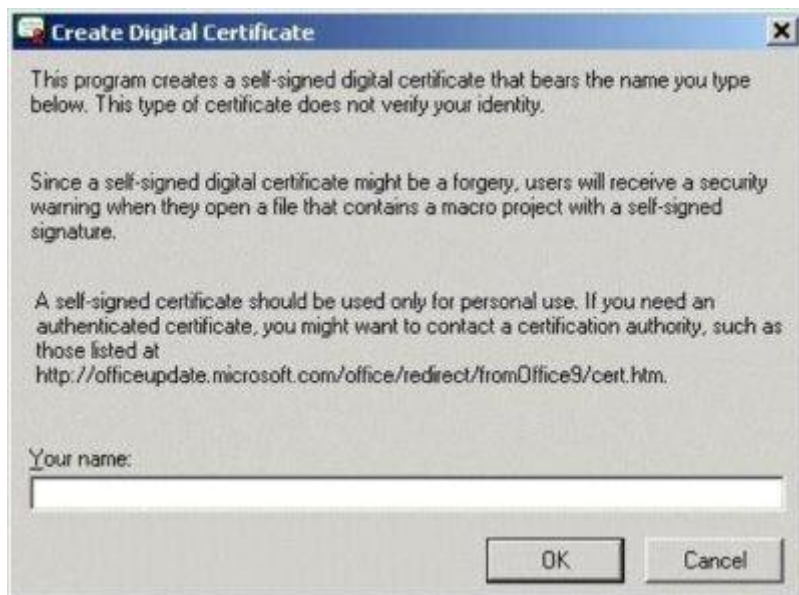 Create Digital Certificate
This program creates a self-signed digital certificate that bears the name you type
below. This type of certificate does not verify your identity.
Since a self-signed digital certificate might be a forgery, users will receive a security
warning when they open a file that contains a macro project with a self-signed
signature.
A self-signed certificate should be used only for personal use. If you need an
authenticated certificate, you might want to contact a certification authority, such as
those listed at
http://officeupdate.microsoft.com/office/redirect/fromOffice9/cert.htm.
Your name:
OK Cancel